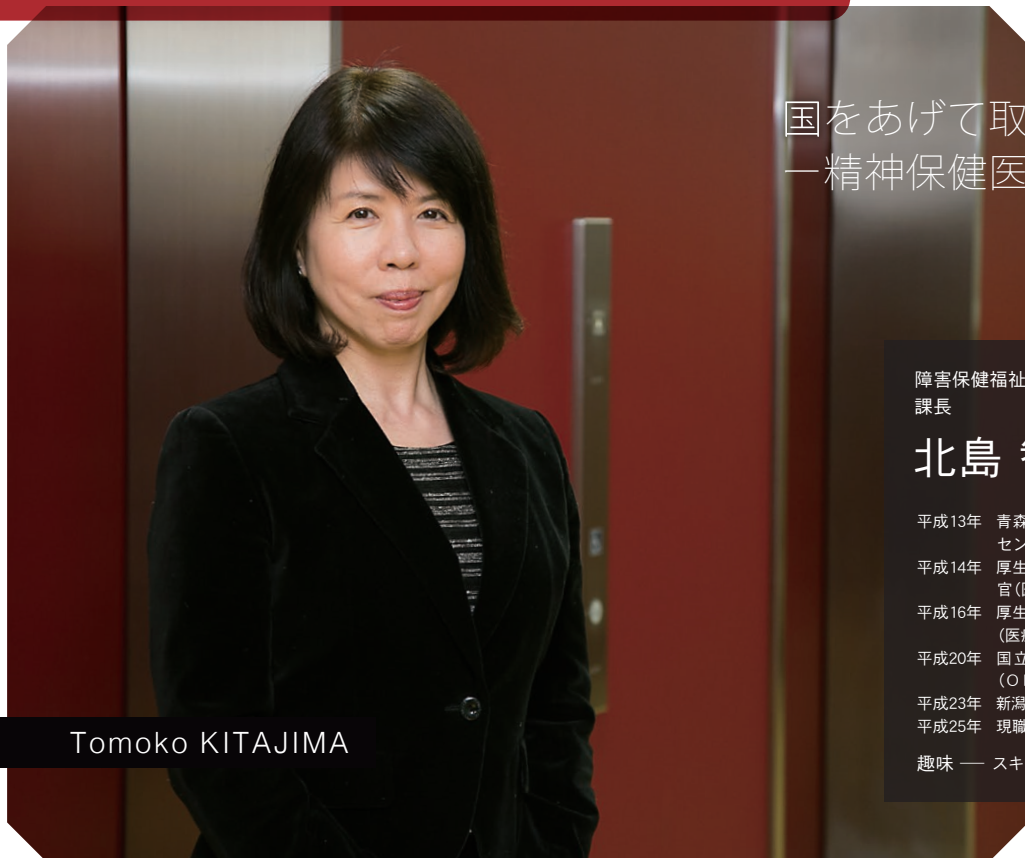 国をあげて取
―精神保健医
障害保健福祉
課長
北島
平成13年 青森
セン
平成14年 厚生
官(医
平成16年 厚生
(医療
平成20年 国立
(O
平成23年 新潟
平成25年 現職
趣味 ― スキ
Tomoko KITAJIMA